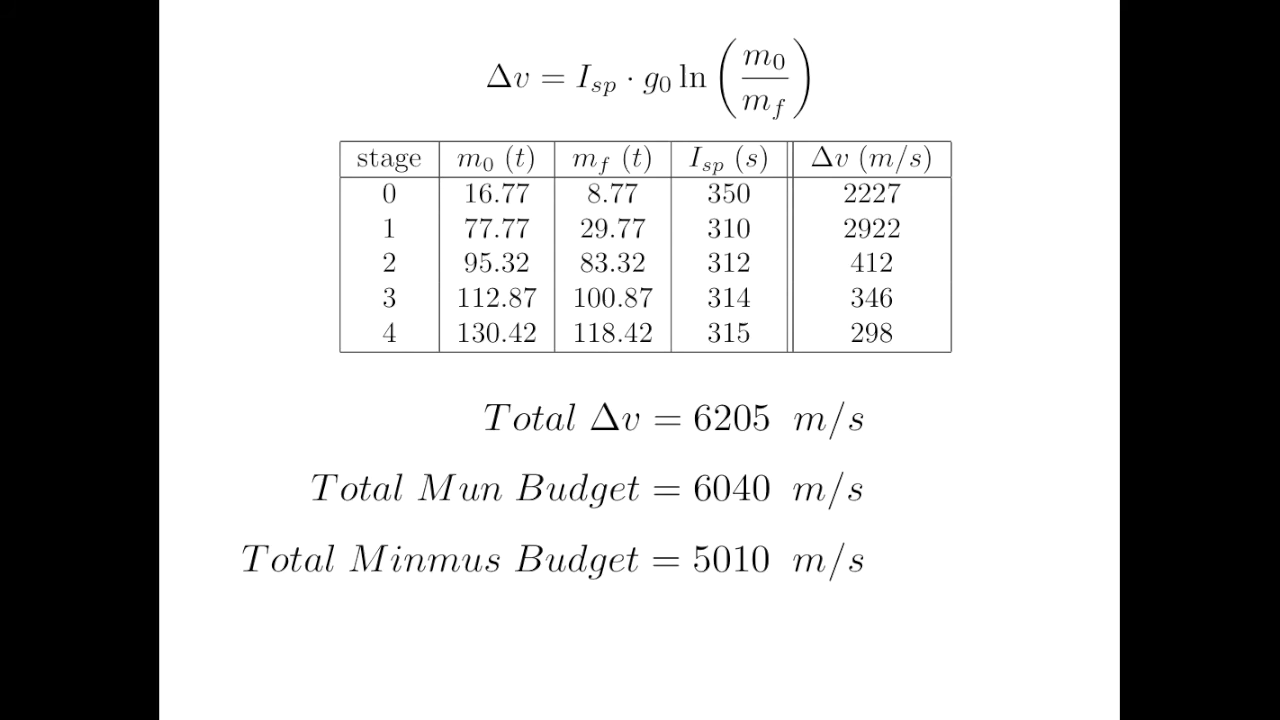 Δv = I_sp · g_0 ln (m_0 / m_f)
stage m_0 (t) m_f (t) I_sp (s) Δv (m/s)
0 16.77 8.77 350 2227
1 77.77 29.77 310 2922
2 95.32 83.32 312 412
3 112.87 100.87 314 346
4 130.42 118.42 315 298
Total Δv = 6205 m/s
Total Mun Budget = 6040 m/s
Total Minmus Budget = 5010 m/s